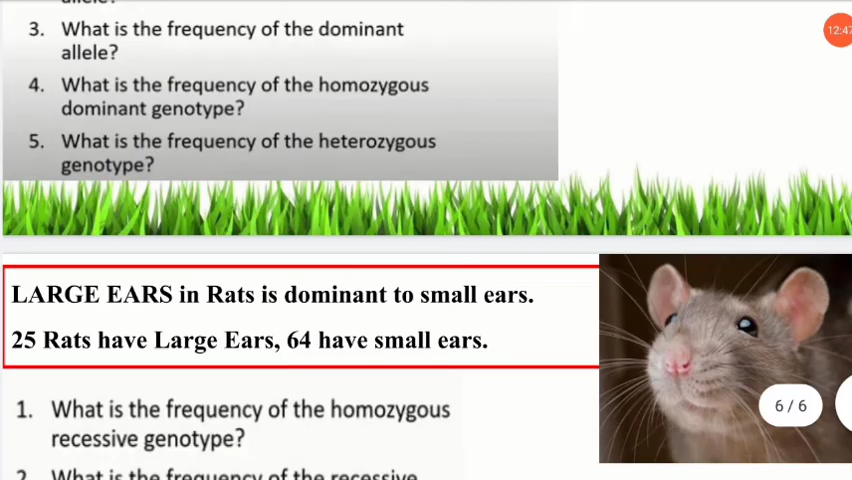 3. What is the frequency of the dominant
allele?
4. What is the frequency of the homozygous
dominant genotype?
5. What is the frequency of the heterozygous
genotype?
LARGE EARS in Rats is dominant to small ears.
25 Rats have Large Ears, 64 have small ears.
1. What is the frequency of the homozygous
recessive genotype?
2. What is the frequency of the recessive
6 / 6
12:47